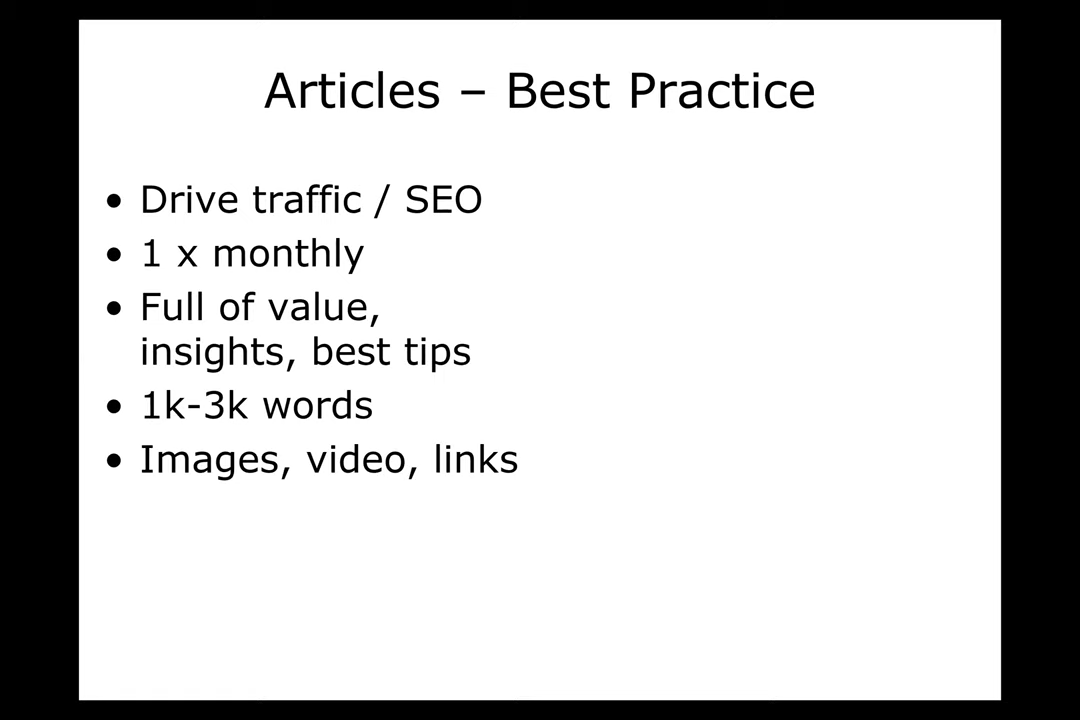 Articles – Best Practice
• Drive traffic / SEO
• 1 x monthly
• Full of value,
insights, best tips
• 1k-3k words
• Images, video, links